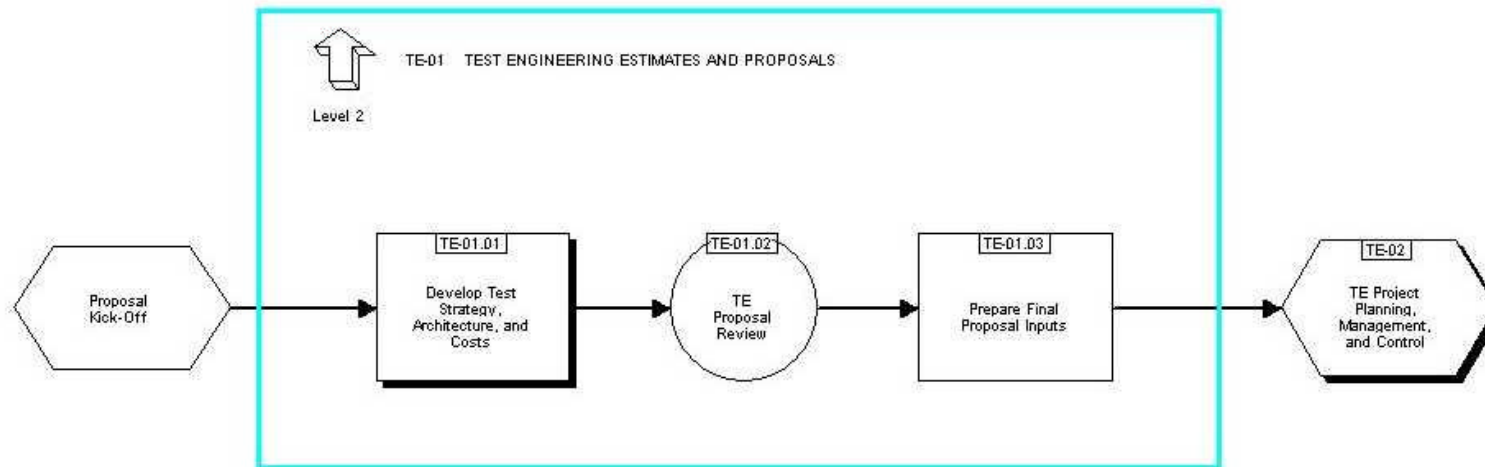 TE-01 TEST ENGINEERING ESTIMATES AND PROPOSALS
Level 2
Proposal
Kick-Off
TE-01.01
Develop Test
Strategy,
Architecture, and
Costs
TE-01.02
TE
Proposal
Review
TE-01.03
Prepare Final
Proposal Inputs
TE-02
TE Project
Planning,
Management,
and Control